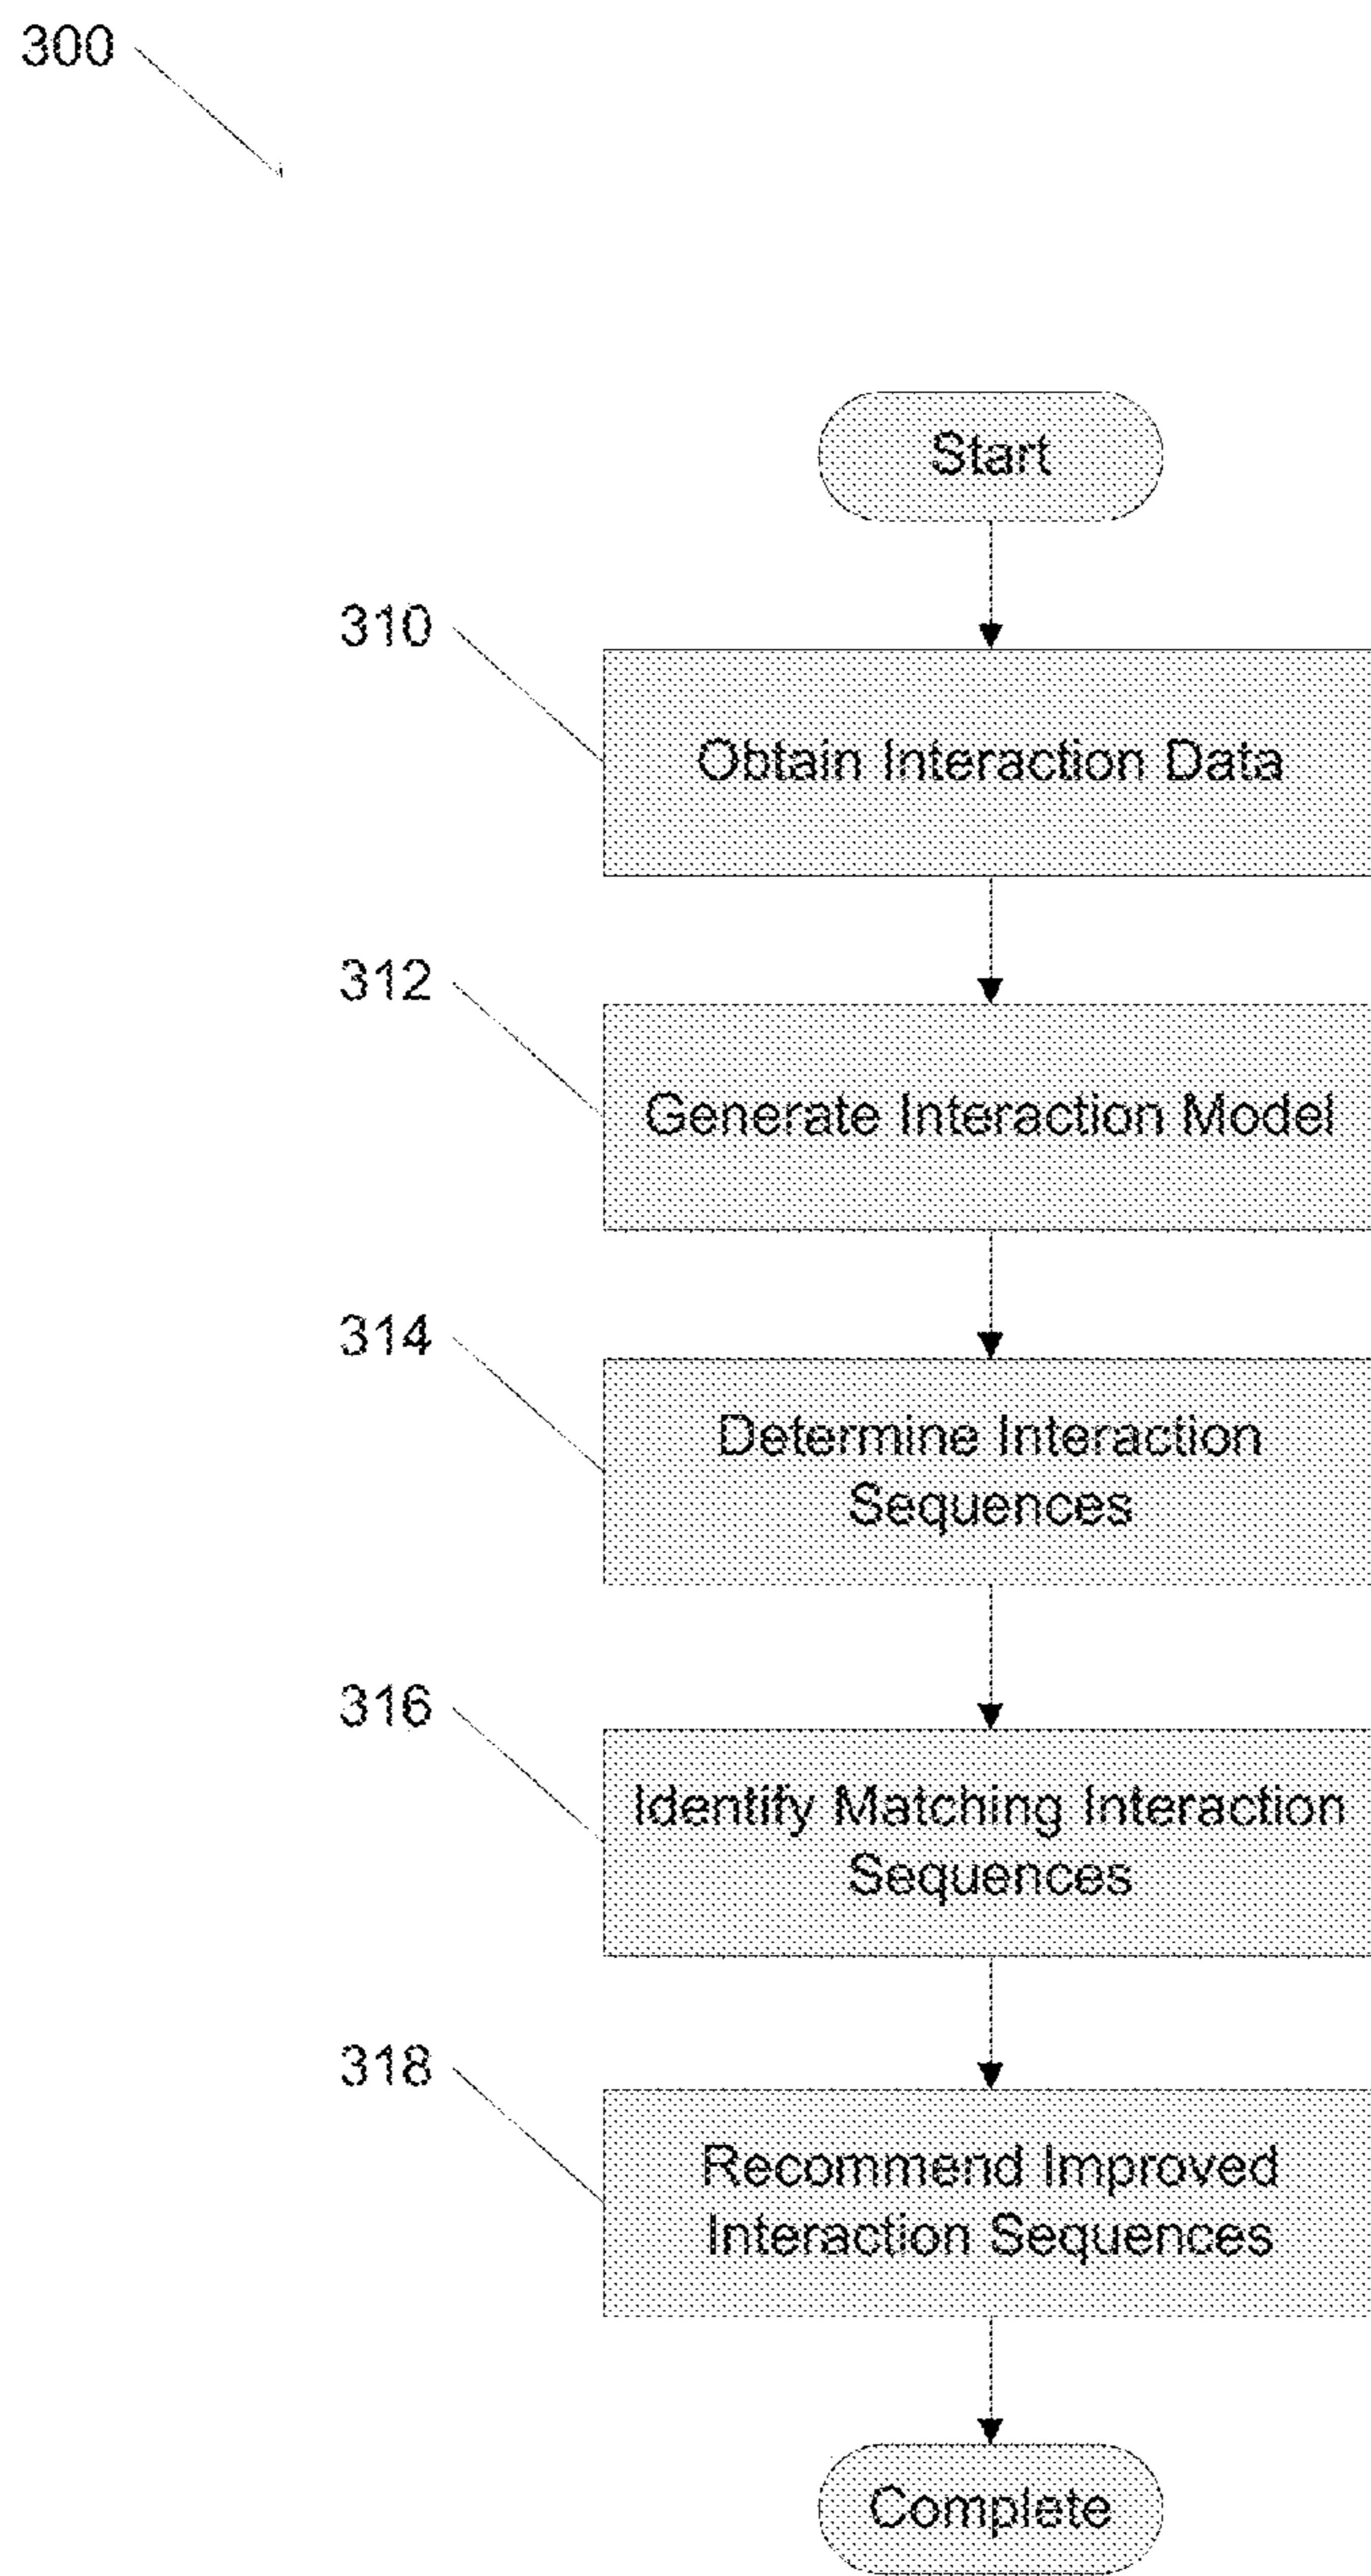 300
Start
310
Obtain Interaction Data
312
Generate Interaction Model
314
Determine Interaction
Sequences
316
Identify Matching Interaction
Sequences
318
Recommend Improved
Interaction Sequences
Complete